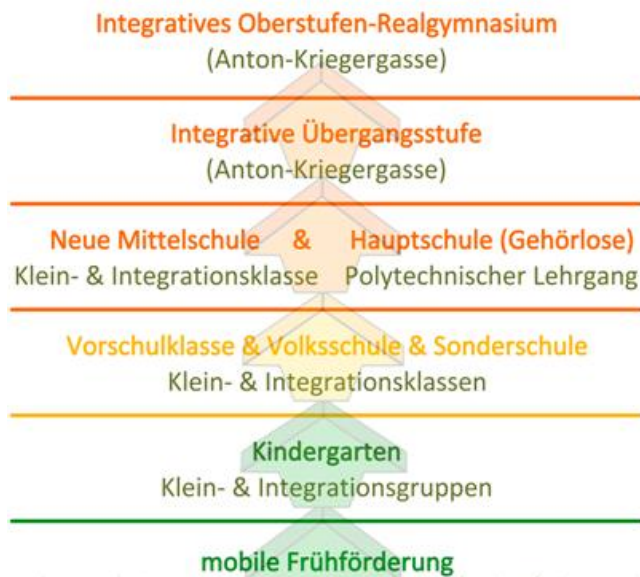 Integratives Oberstufen-Realgymnasium
(Anton-Kriegergasse)
Integrative Übergangsstufe
(Anton-Kriegergasse)
Neue Mittelschule & Hauptschule (Gehörlose)
Klein- & Integrationsklasse Polytechnischer Lehrgang
Vorschulklasse & Volksschule & Sonderschule
Klein- & Integrationsklassen
Kindergarten
Klein- & Integrationsgruppen
mobile Frühförderung